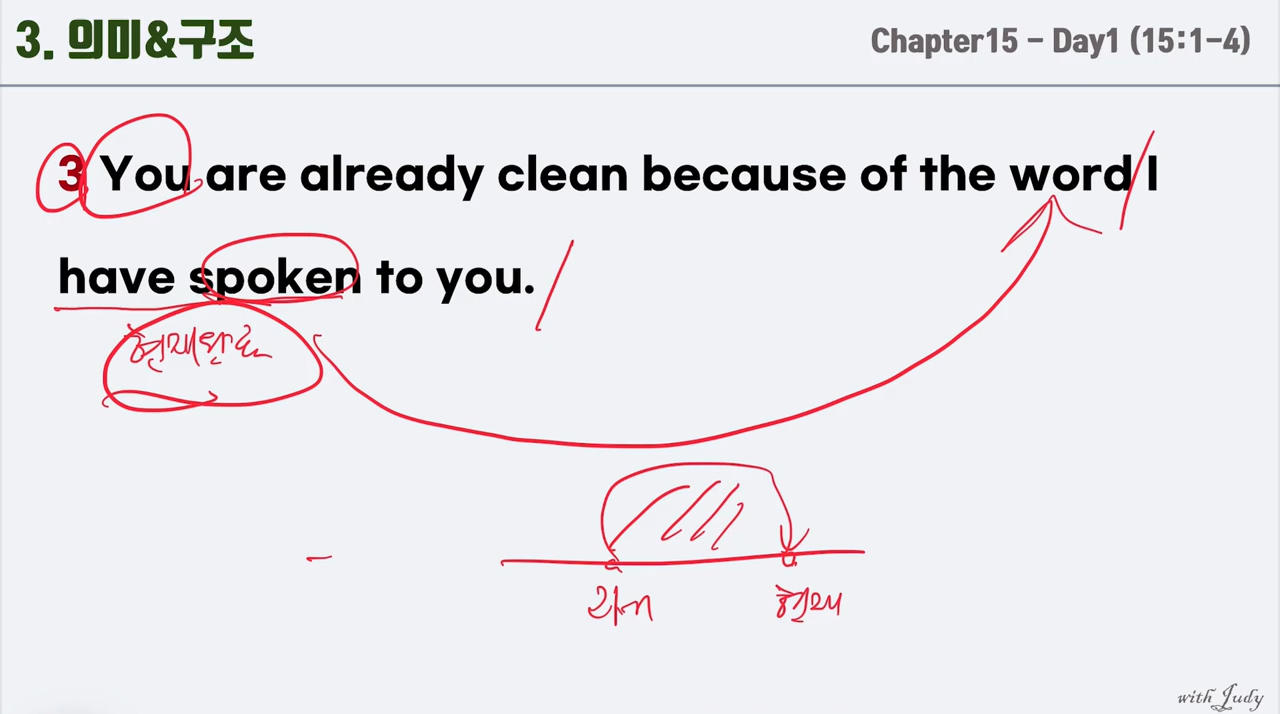 3. 의미&구조
Chapter15 - Day1 (15:1-4)
3 You are already clean because of the word I
have spoken to you.
현재완료
과거 현재
with Judy